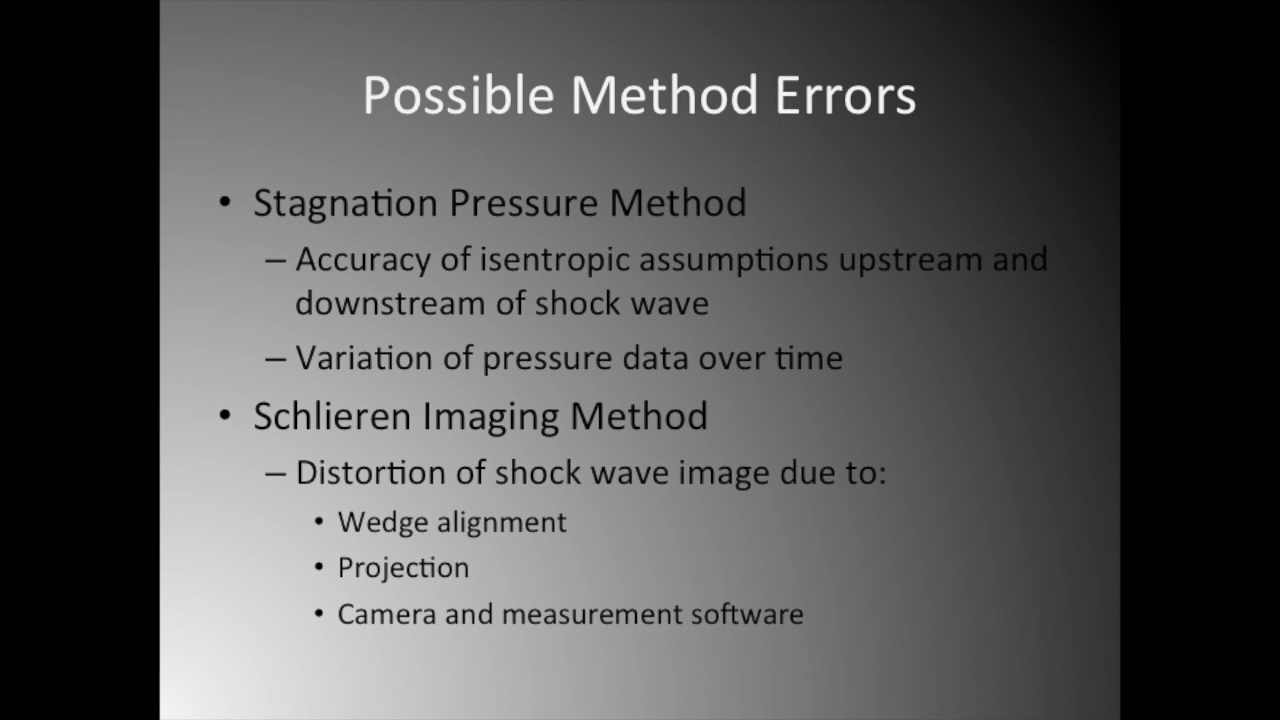 Possible Method Errors
• Stagnation Pressure Method
– Accuracy of isentropic assumptions upstream and
downstream of shock wave
– Variation of pressure data over time
• Schlieren Imaging Method
– Distortion of shock wave image due to:
• Wedge alignment
• Projection
• Camera and measurement software